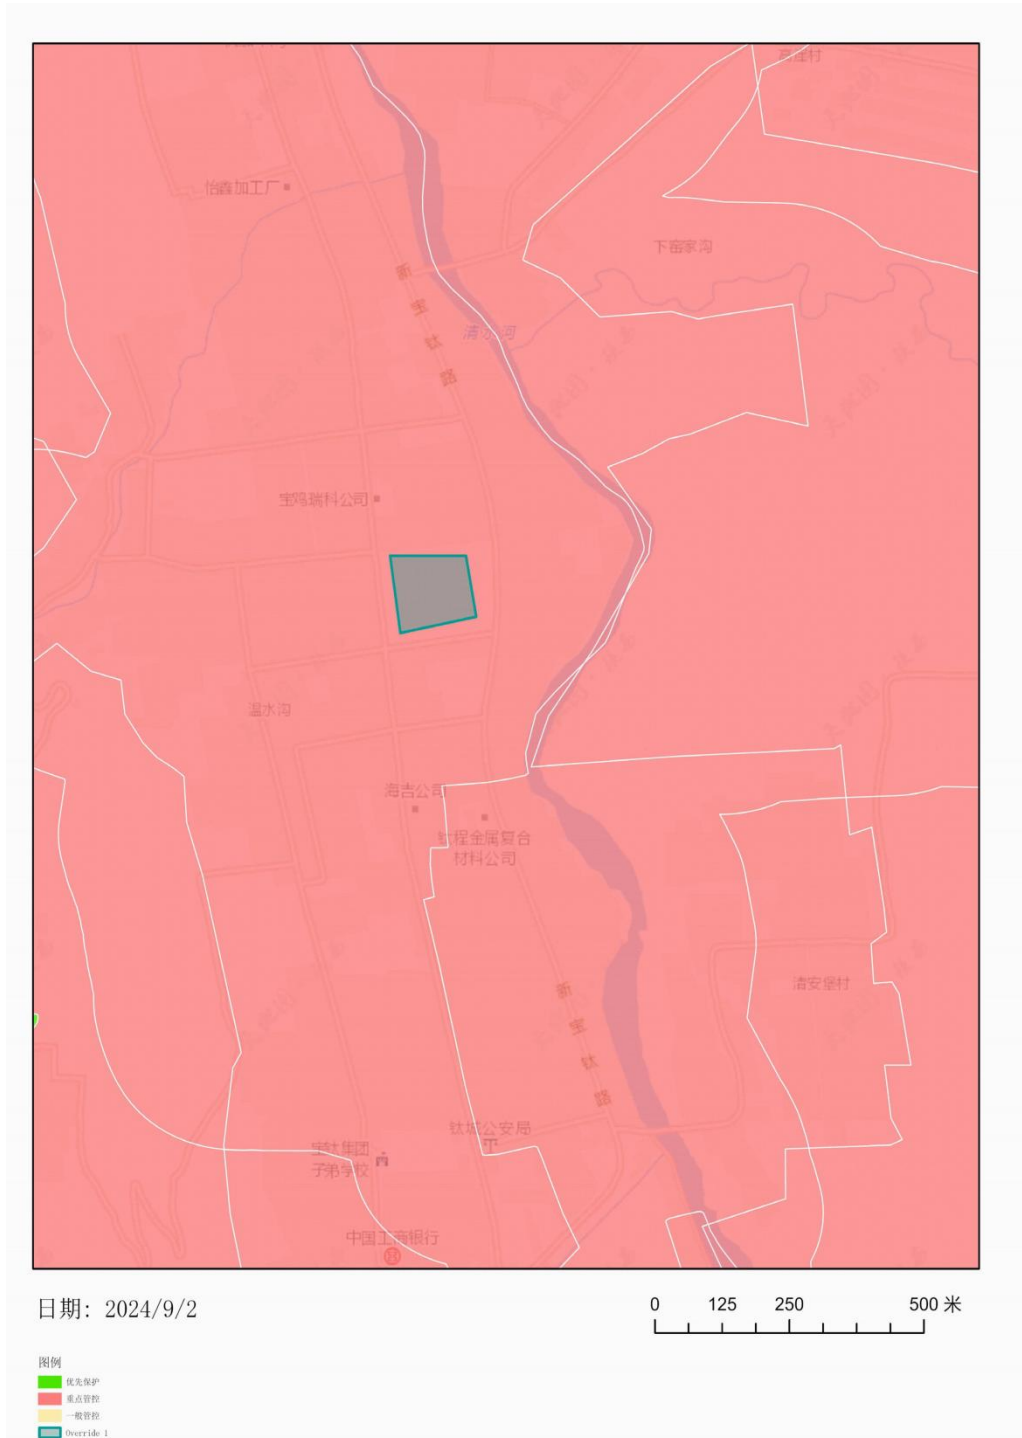 高崖村
怡鑫加工厂
下窑家沟
新宝钛路
清水河
宝鸡瑞科公司
温水沟
海吉公司
钛程金属复合
材料公司
清安堡村
新宝钛路
钛城公安局
宝钛集团
子弟学校
中国工商银行
日期: 2024/9/2
0 125 250 500 米
图例
优先保护
重点管控
一般管控
Override 1